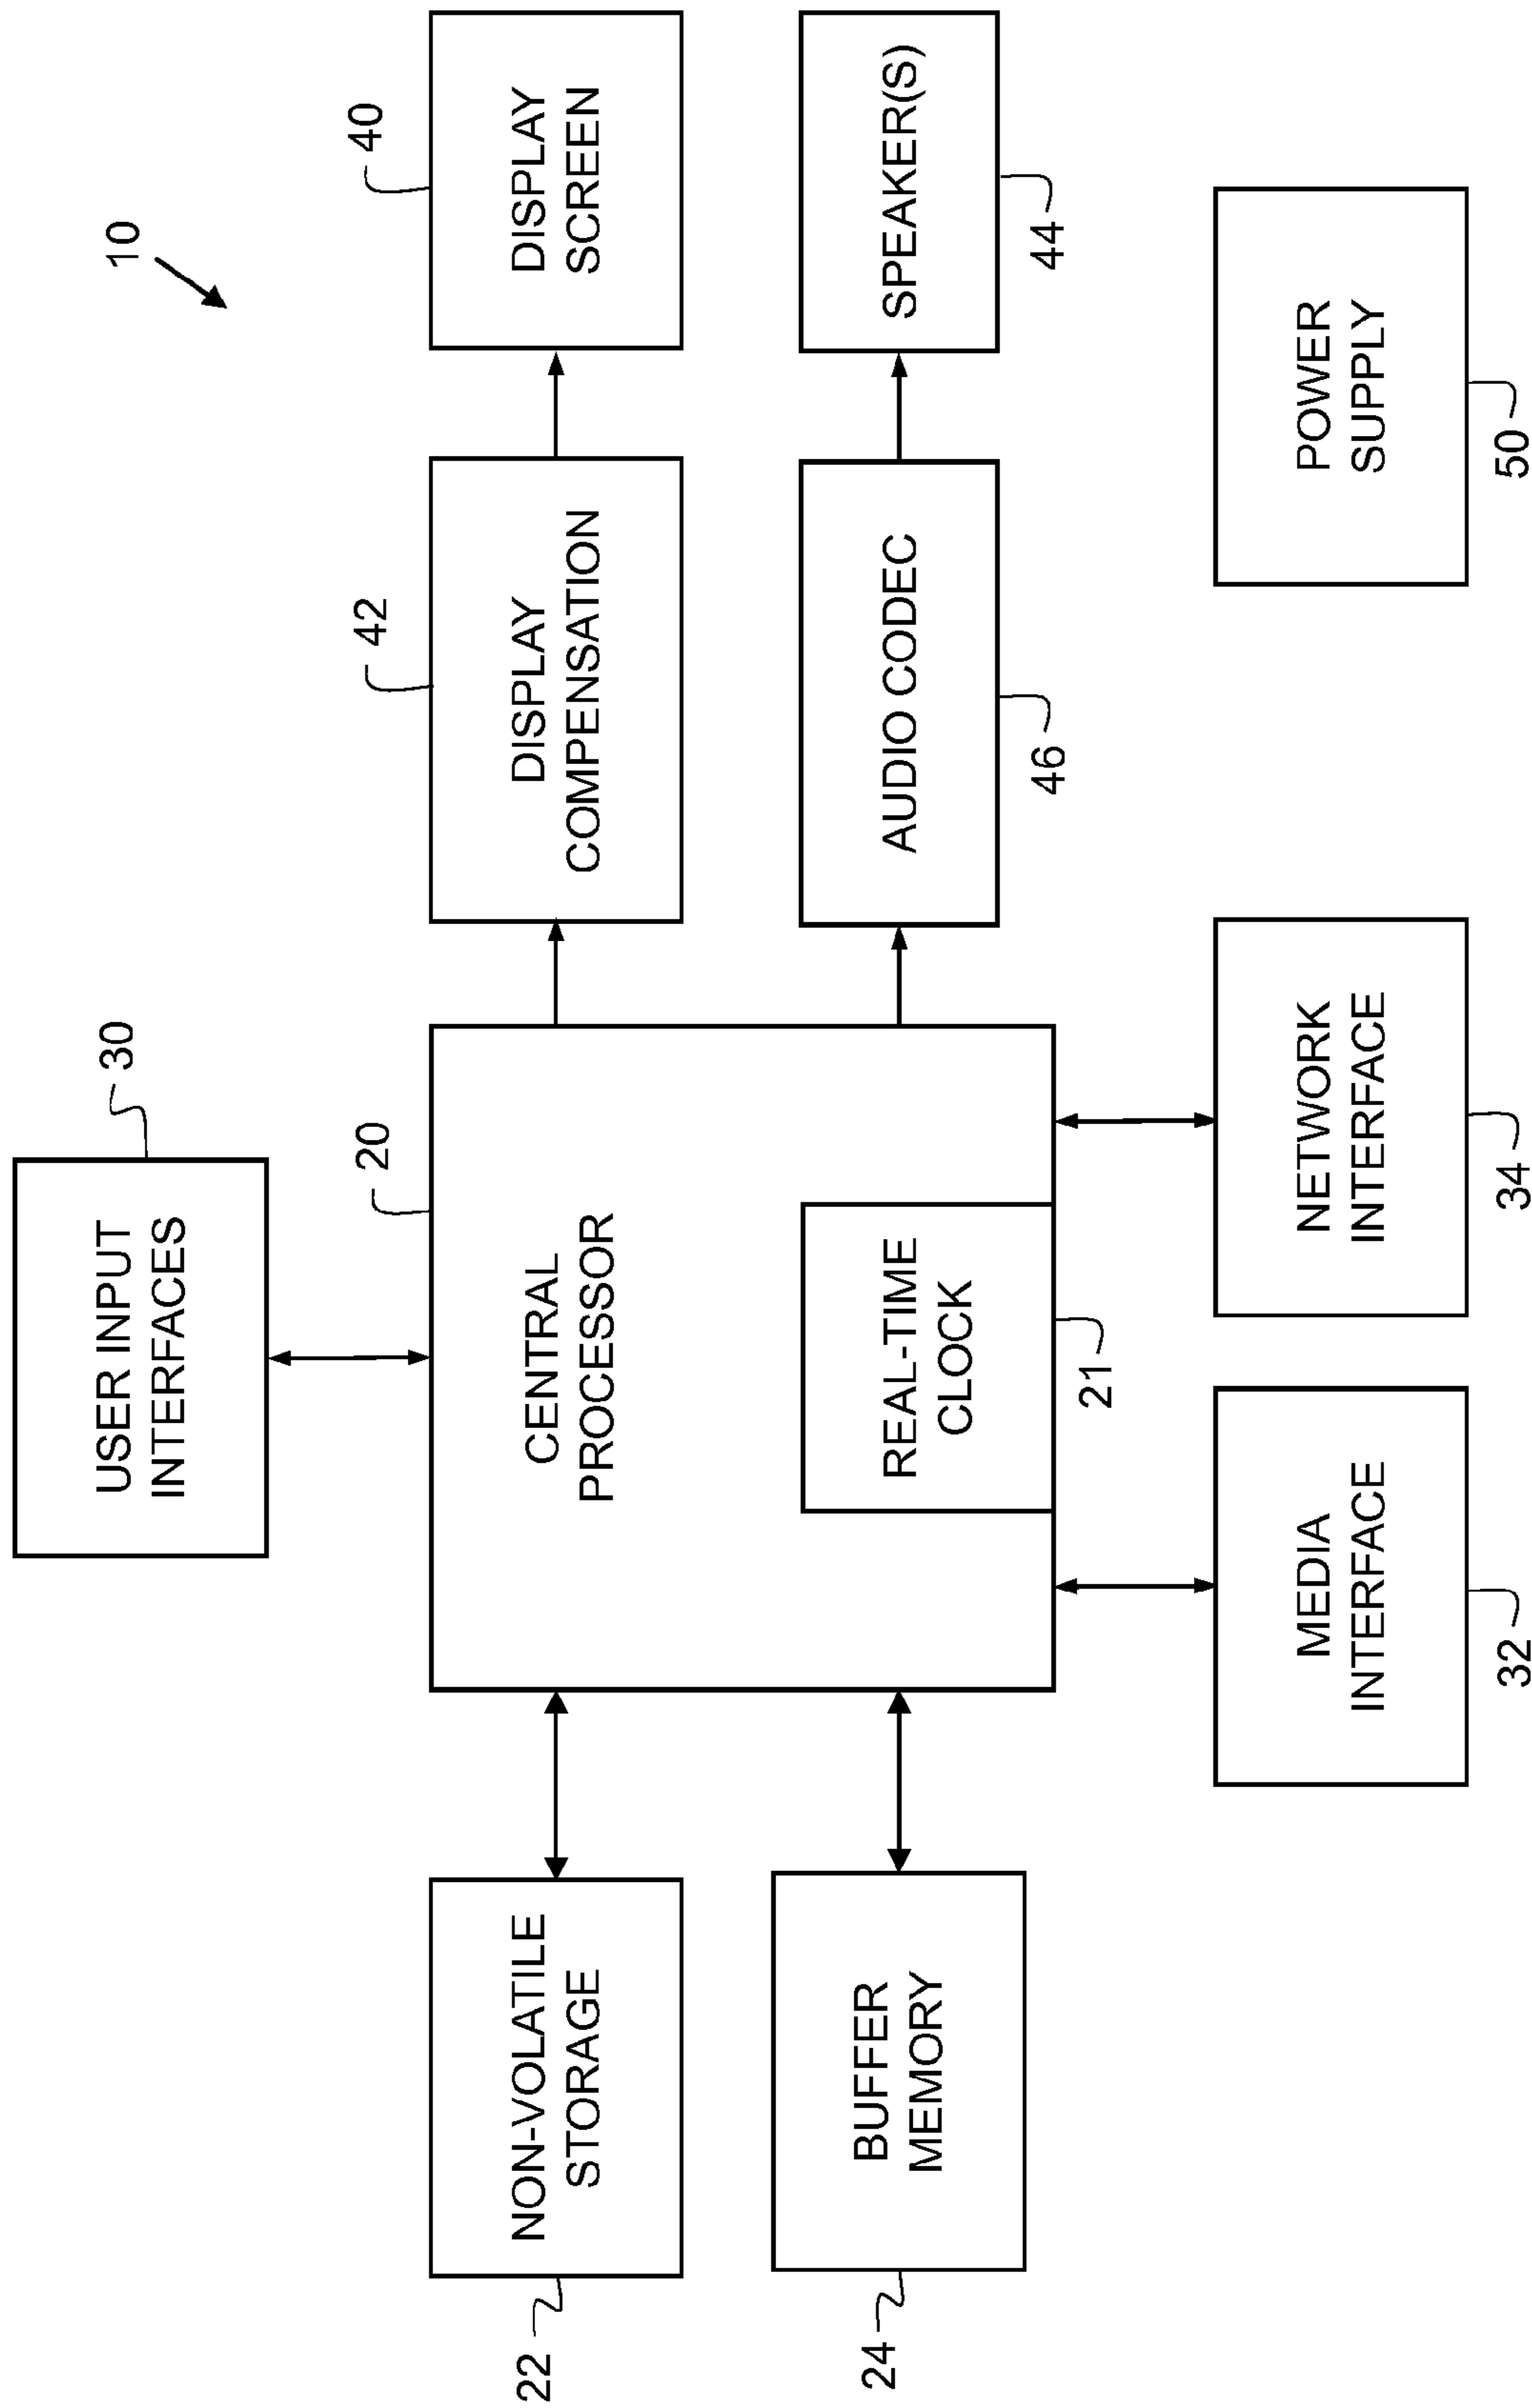 10
30
USER INPUT
INTERFACES
22
NON-VOLATILE
STORAGE
20
CENTRAL
PROCESSOR
42
DISPLAY
COMPENSATION
40
DISPLAY
SCREEN
24
BUFFER
MEMORY
REAL-TIME
CLOCK
21
AUDIO CODEC
46
SPEAKER(S)
44
MEDIA
INTERFACE
32
NETWORK
INTERFACE
34
POWER
SUPPLY
50